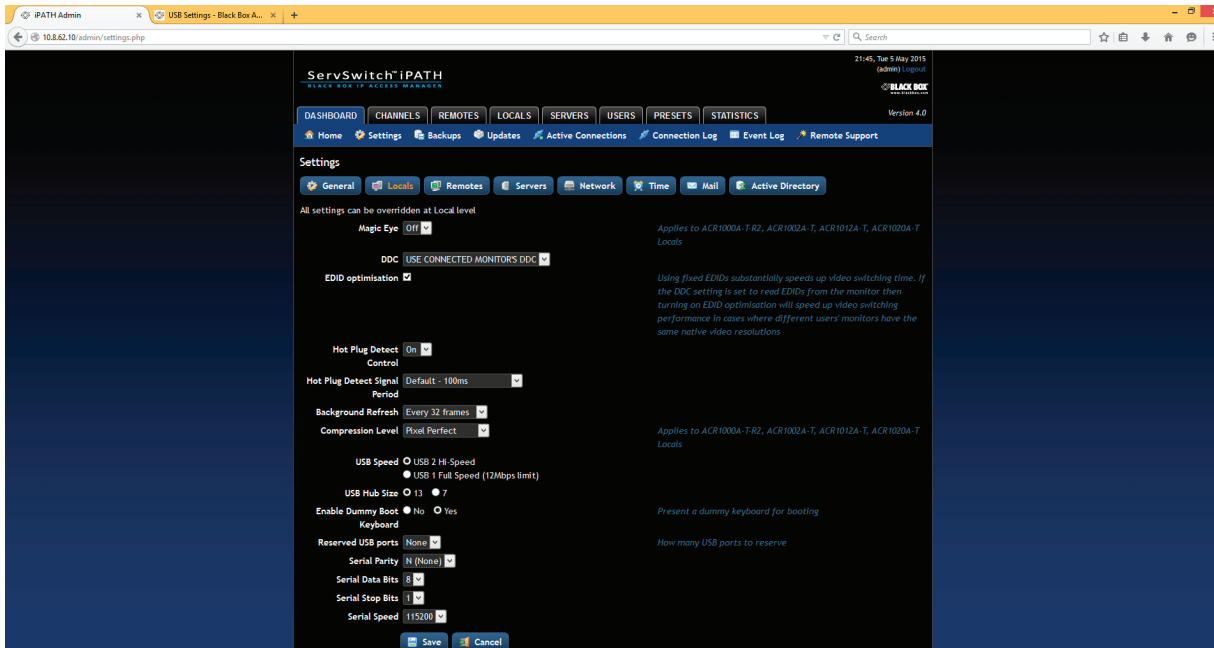 iPATH Admin × USB Settings - Black Box A... × +
10.8.62.10/admin/settings.php Search
21:45, Tue 5 May 2015
(admin) Logout
ServSwitch™iPATH
BLACK BOX IP ACCESS MANAGER
BLACK BOX
DASHBOARD CHANNELS REMOTES LOCALS SERVERS USERS PRESETS STATISTICS Version 4.0
Home Settings Backups Updates Active Connections Connection Log Event Log Remote Support
Settings
General Locals Remotes Servers Network Time Mail Active Directory
All settings can be overridden at Local level
Magic Eye Off Applies to ACR1000A-T-R2, ACR1002A-T, ACR1012A-T, ACR1020A-T
Locals
DDC USE CONNECTED MONITOR'S DDC
EDID optimisation Using fixed EDIDs substantially speeds up video switching time. If
the DDC setting is set to read EDIDs from the monitor then
turning on EDID optimisation will speed up video switching
performance in cases where different users' monitors have the
same native video resolutions
Hot Plug Detect On
Control
Hot Plug Detect Signal Default - 100ms
Period
Background Refresh Every 32 frames
Compression Level Pixel Perfect Applies to ACR1000A-T-R2, ACR1002A-T, ACR1012A-T, ACR1020A-T
Locals
USB Speed USB 2 Hi-Speed
USB 1 Full Speed (12Mbps limit)
USB Hub Size 13 7
Enable Dummy Boot No Yes Present a dummy keyboard for booting
Keyboard
Reserved USB ports None How many USB ports to reserve
Serial Parity N (None)
Serial Data Bits 8
Serial Stop Bits 1
Serial Speed 115200
Save Cancel